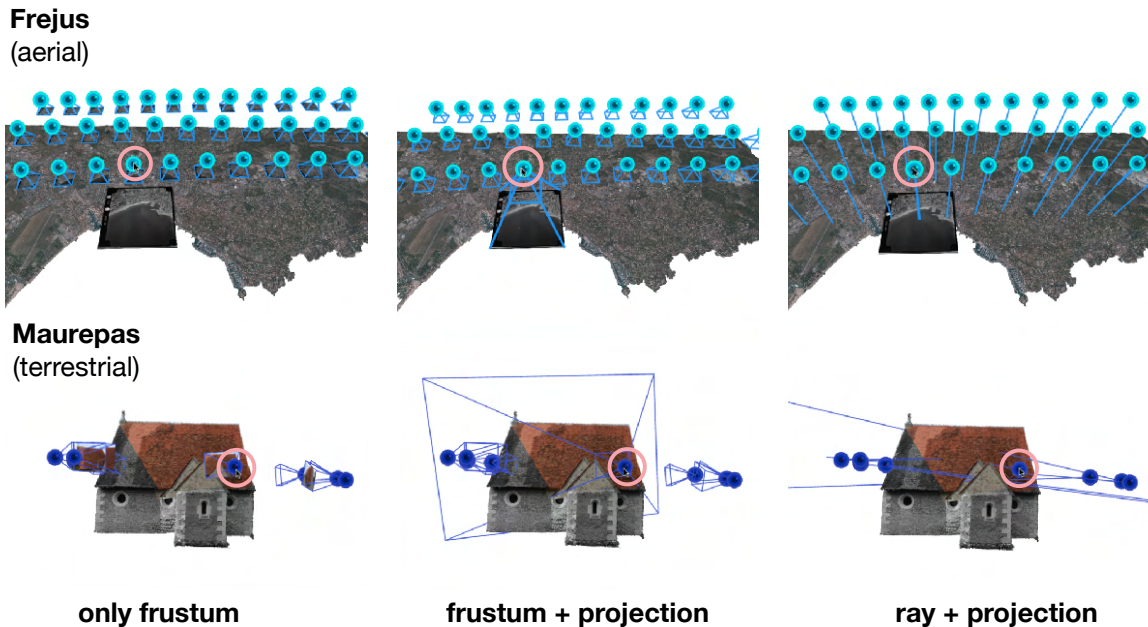 Frejus
(aerial)
Maurepas
(terrestrial)
only frustum
frustum + projection
ray + projection